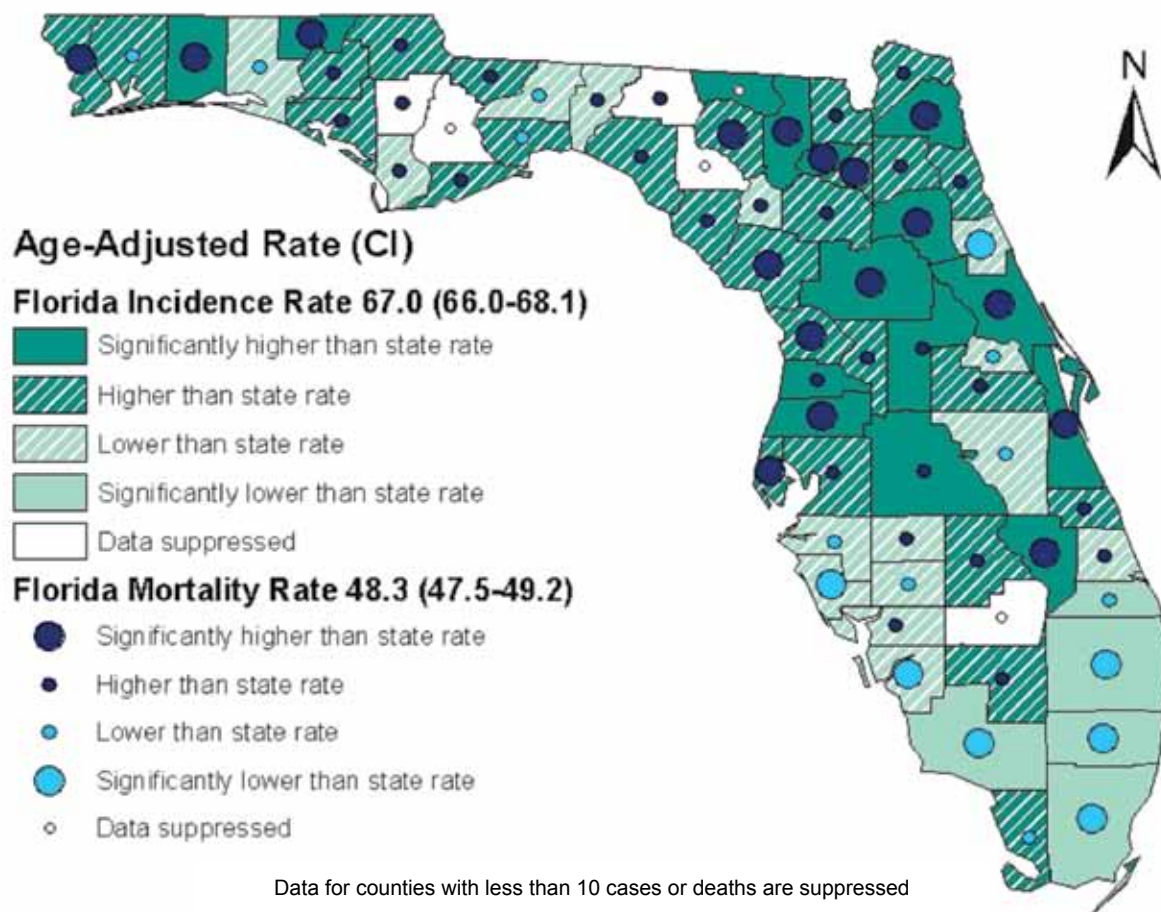 N
Age-Adjusted Rate (CI)
Florida Incidence Rate 67.0 (66.0-68.1)
Significantly higher than state rate
Higher than state rate
Lower than state rate
Significantly lower than state rate
Data suppressed
Florida Mortality Rate 48.3 (47.5-49.2)
Significantly higher than state rate
Higher than state rate
Lower than state rate
Significantly lower than state rate
Data suppressed
Data for counties with less than 10 cases or deaths are suppressed